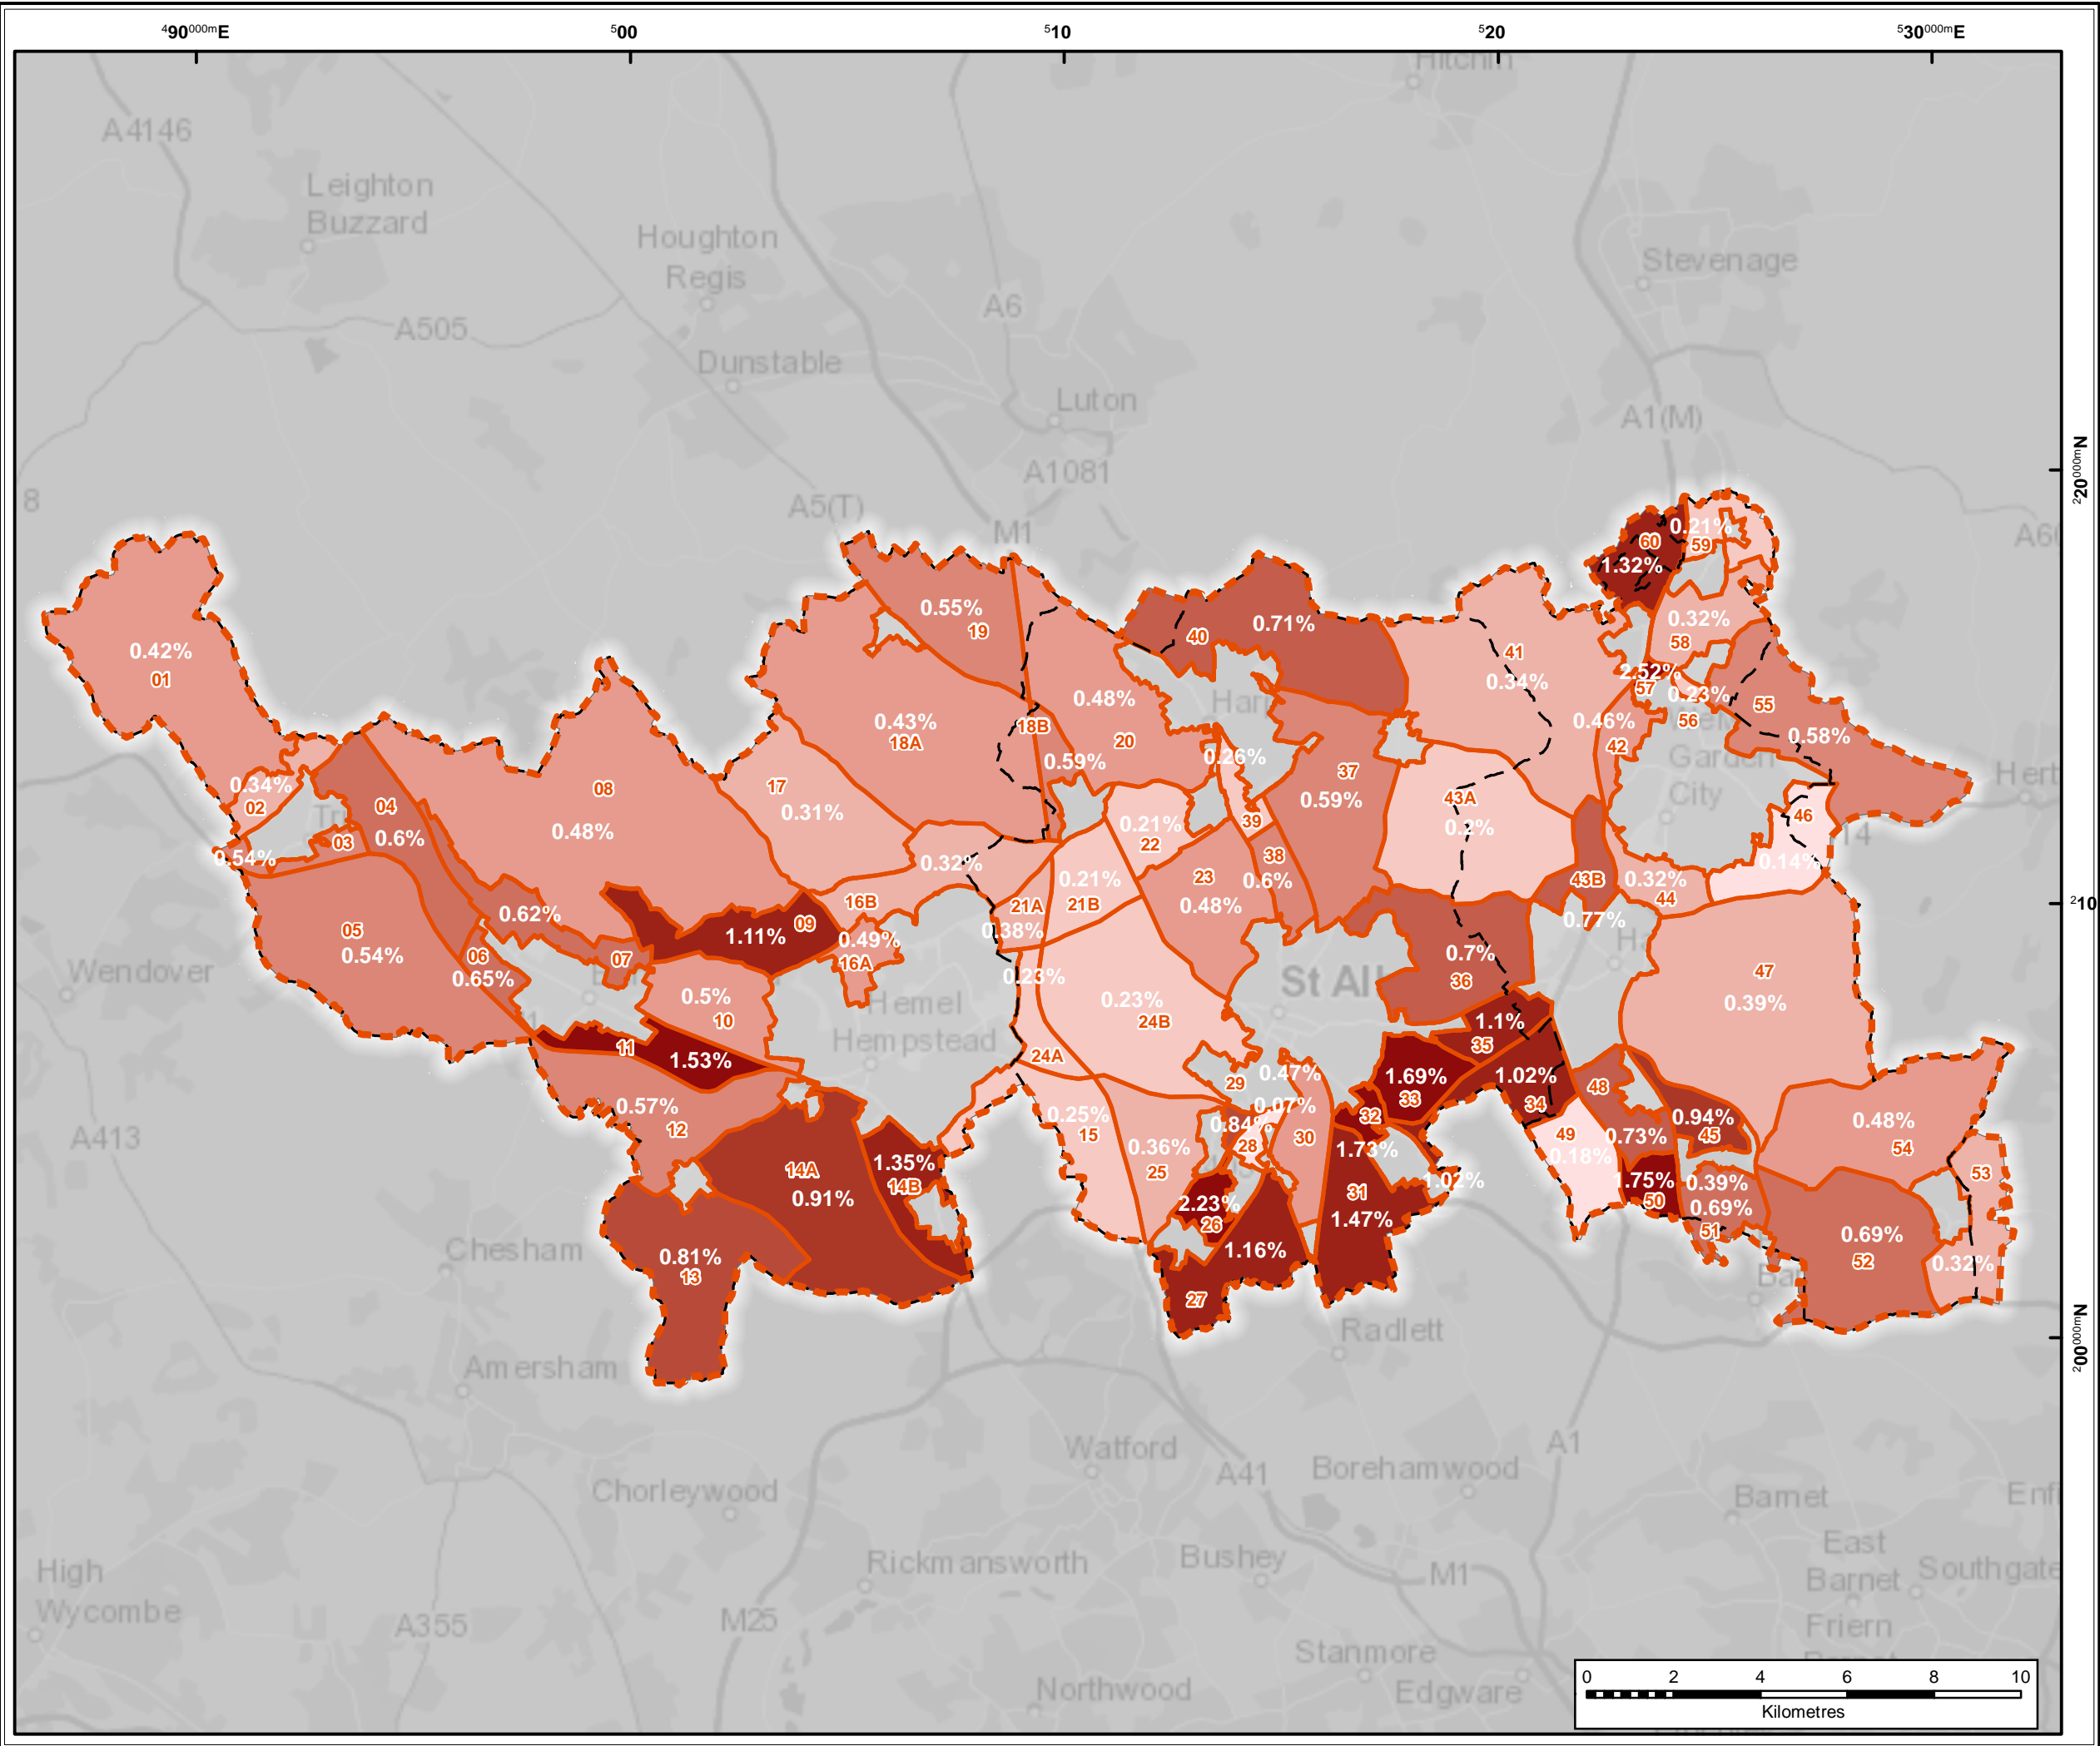 490000mE
500
510
520
530000mE
Hitchin
A4146
Leighton
Buzzard
Houghton
Regis
Stevenage
A6
A505
Dunstable
Luton
A1(M)
220000mN
A1081
8
A5(T)
M1
0.21%
60
59
1.32%
0.55%
19
0.71%
40
0.32%
58
0.42%
01
41
0.34%
2.52%
57
0.23%
56
55
0.58%
0.48%
20
18B
0.43%
18A
0.46%
42
Garden
City
0.59%
0.26%
37
0.59%
0.34%
02
08
0.48%
17
0.31%
04
0.6%
03
0.54%
43A
0.2%
39
46
0.14%
14
0.21%
22
38
0.6%
0.32%
16B
0.21%
21B
21A
0.38%
23
0.48%
43B
0.77%
0.32%
44
210
0.62%
07
1.11%
09
0.49%
16A
05
0.54%
06
0.65%
Wendover
0.5%
10
Hemel
Hempstead
0.23%
0.23%
24B
24A
St Al
0.7%
36
47
0.39%
1.1%
35
11
1.53%
0.47%
29
0.07%
1.69%
33
1.02%
34
48
0.57%
12
A413
0.25%
15
0.36%
25
0.84%
28
30
32
1.73%
49
0.18%
0.73%
0.94%
45
0.48%
54
53
1.35%
14B
14A
0.91%
2.23%
26
31
1.47%
1.02%
1.75%
50
0.39%
0.69%
51
0.69%
52
0.32%
Chesham
0.81%
13
1.16%
27
Radlett
200000mN
Amersham
Watford
A41
Borehamwood
A1
Chorleywood
Barnet
High
Wycombe
A355
M25
Rickmansworth
Bushey
M1
East
Barnet
Southgate
Friern
Stanmore
Edgware
Northwood
0 2 4 6 8 10
Kilometres